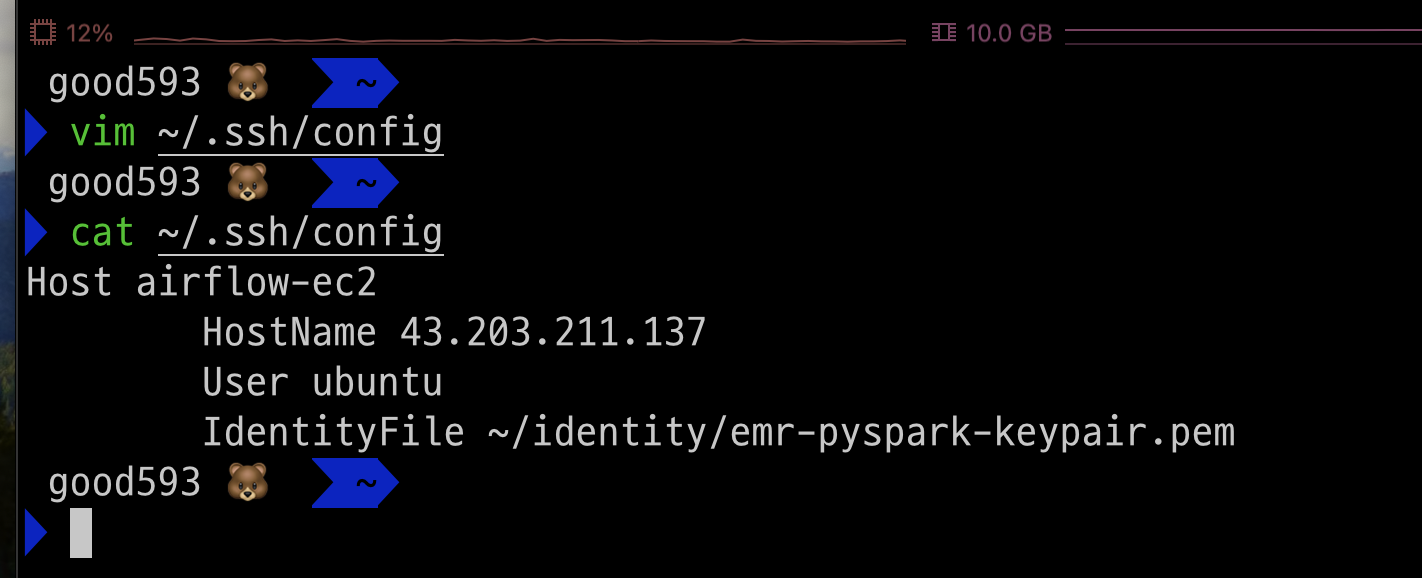 12% 10.0 GB
good593 🐻 ~
vim ~/.ssh/config
good593 🐻 ~
cat ~/.ssh/config
Host airflow-ec2
        HostName 43.203.211.137
        User ubuntu
        IdentityFile ~/identity/emr-pyspark-keypair.pem
good593 🐻 ~